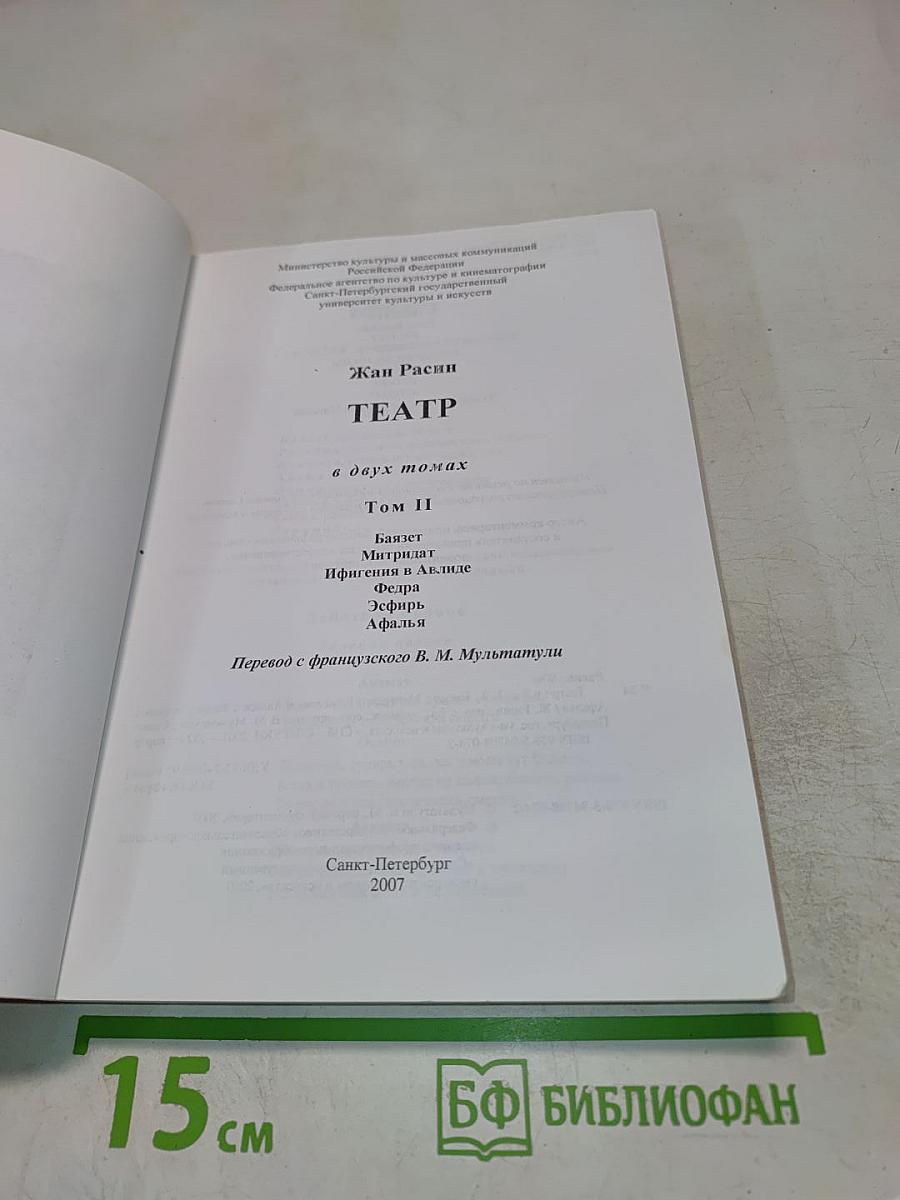 Министерство культуры и массовых коммуникаций
Российской Федерации
Федеральное агентство по культуре и кинематографии
Санкт-Петербургский государственный
университет культуры и искусств
Жан Расин
ТЕАТР
в двух томах
Том II
Баязет
Митридат
Ифигения в Авлиде
Федра
Эсфирь
Афалья
Перевод с французского В. М. Мультатули
Санкт-Петербург
2007
15 см
БФ БИБЛИОФАН